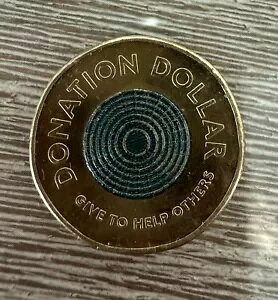 DONATION DOLLAR
GIVE TO HELP OTHERS